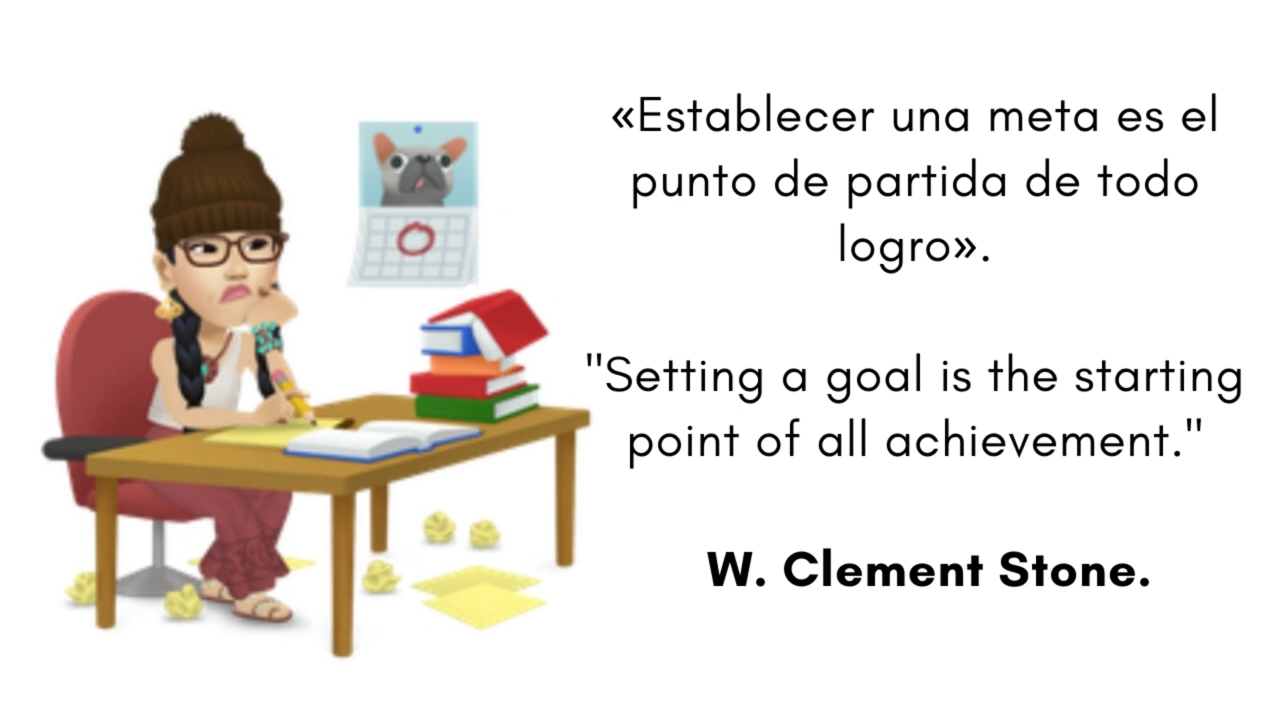 «Establecer una meta es el
punto de partida de todo
logro».
"Setting a goal is the starting
point of all achievement."
W. Clement Stone.